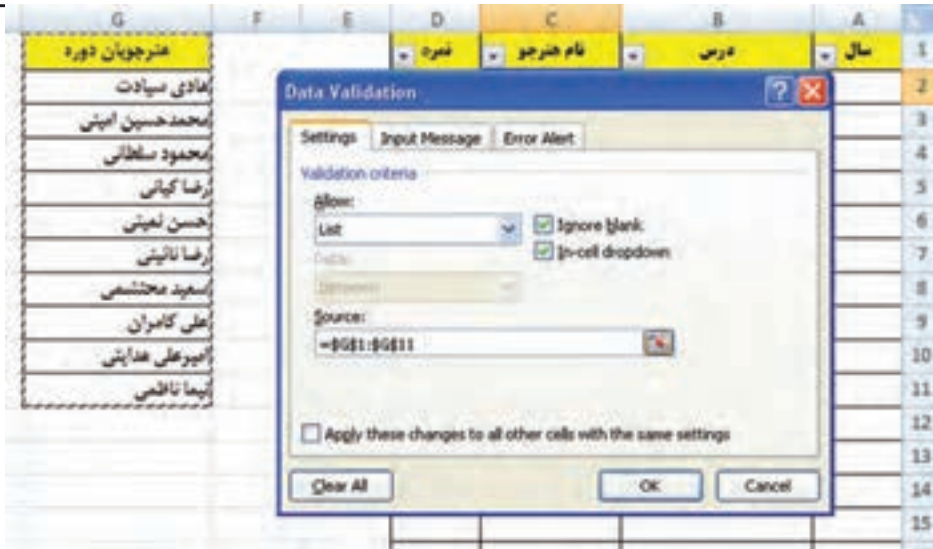 A B C D E F G
1 سال درس نام هنرجو نمره هنرجویان دوره
2 هادی سیادت
3 محمدحسین امینی
4 محمود سلطانی
5 رضا کیانی
6 حسن نعیتی
7 رضا نائینی
8 سعید محتشمی
9 علی کامران
10 امیرعلی هدایتی
11 نیما ناظمی
12
13
14
15
Data Validation
Settings Input Message Error Alert
Validation criteria
Allow:
List
Ignore blank
In-cell dropdown
Data:
between
Source:
=$G$1:$G$11
Apply these changes to all other cells with the same settings
Clear All OK Cancel